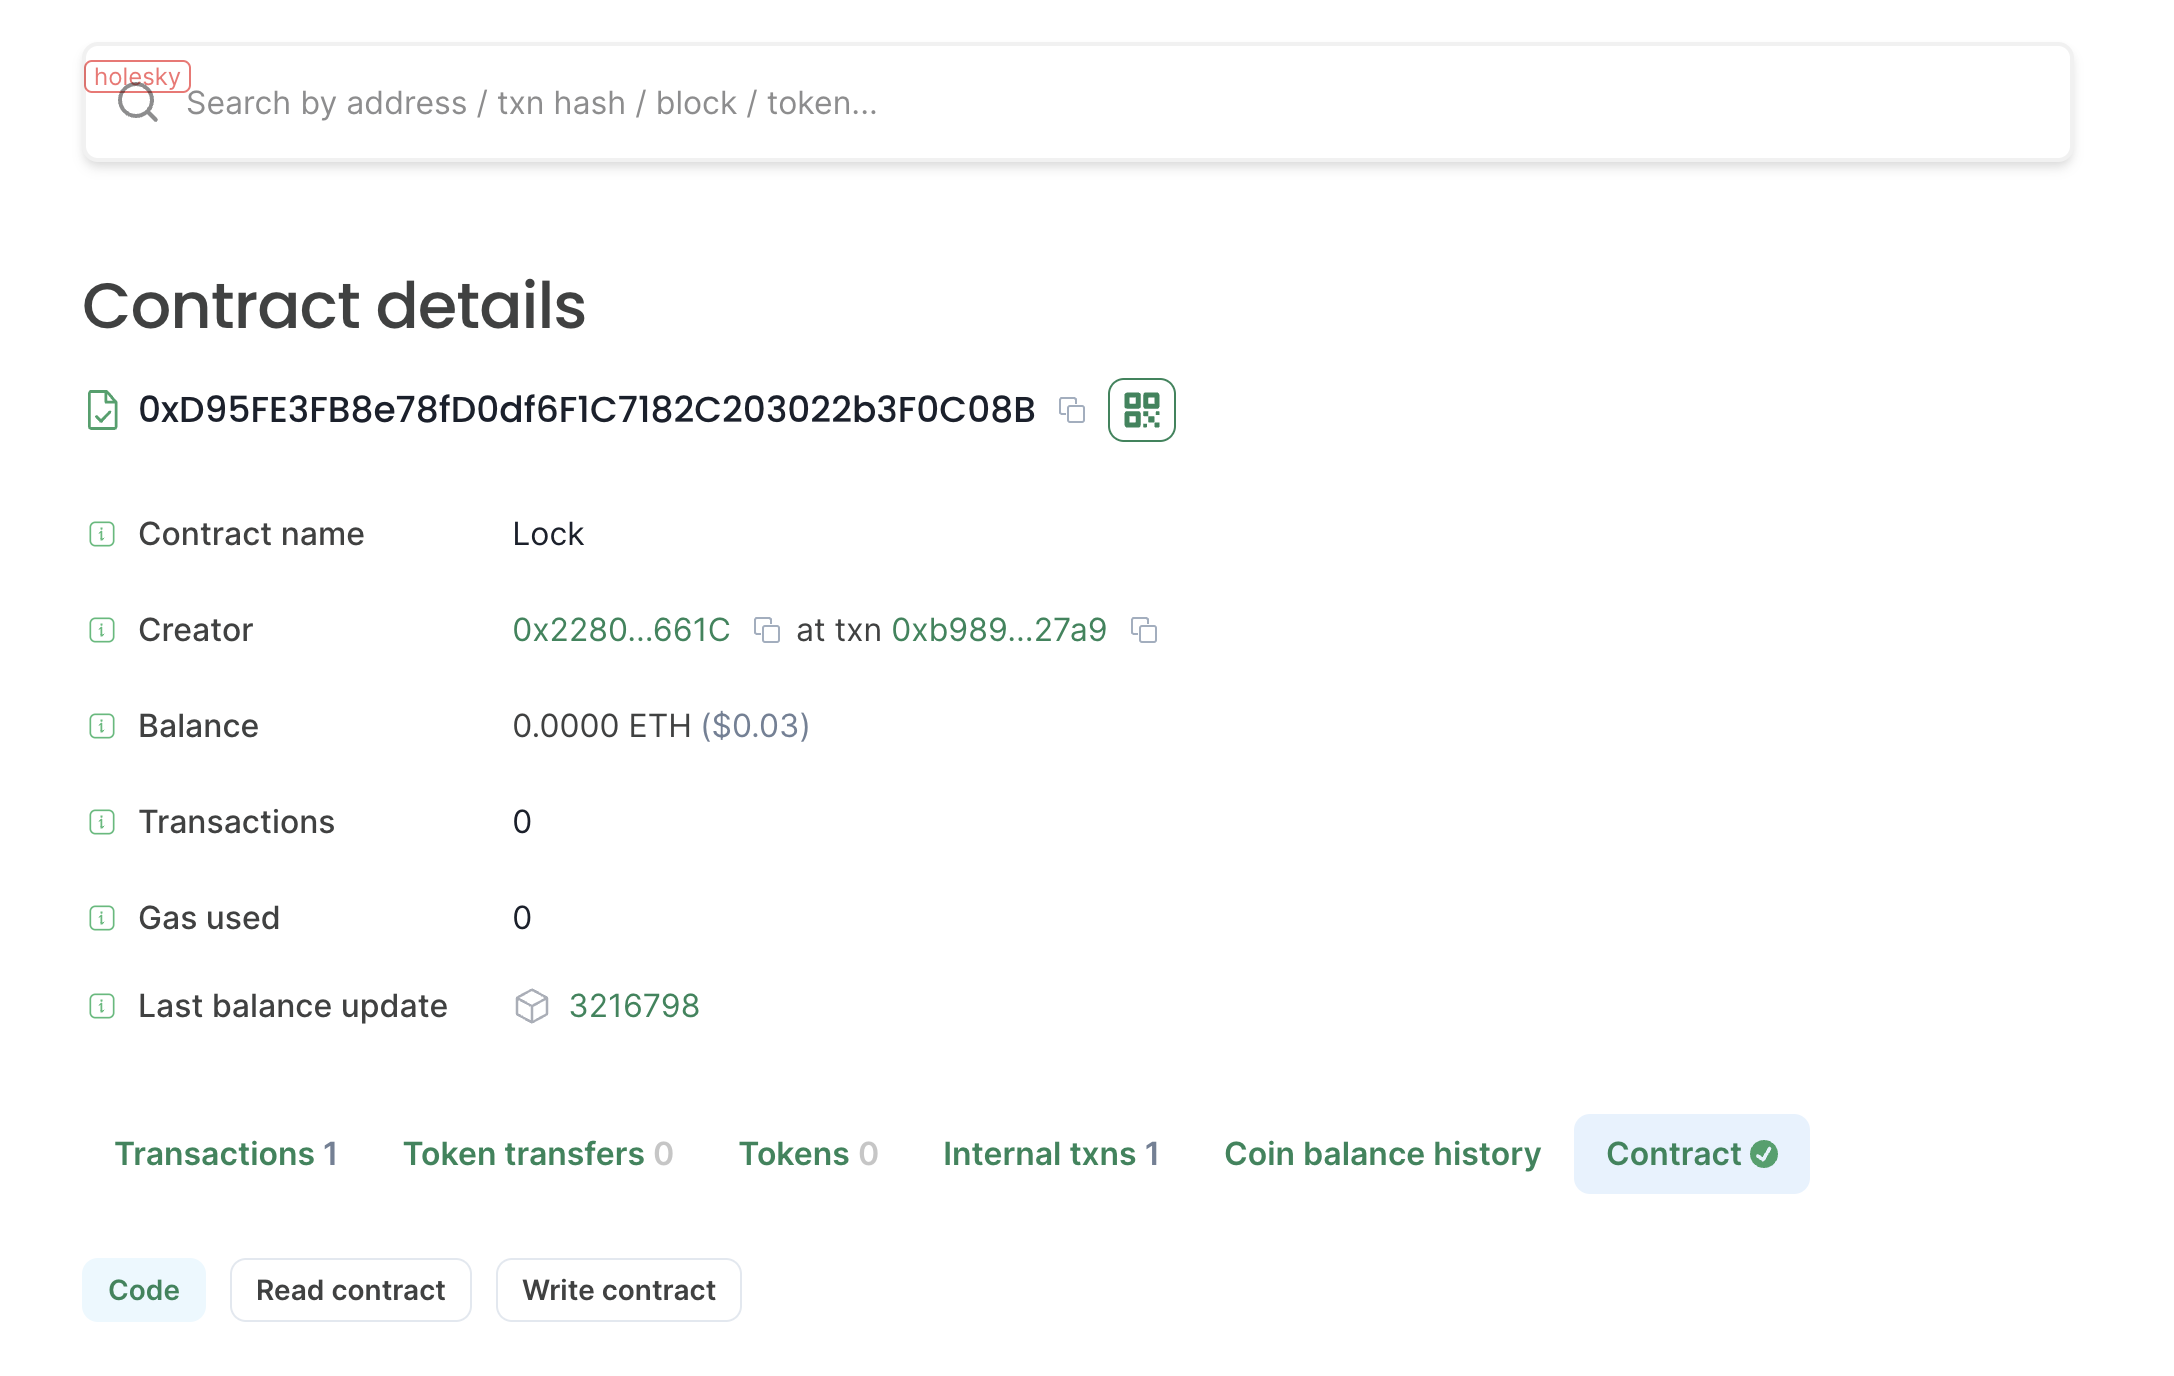 holesky
Search by address / txn hash / block / token...
Contract details
0xD95FE3FB8e78fD0df6F1C7182C203022b3F0C08B
Contract name Lock
Creator 0x2280...661C at txn 0xb989...27a9
Balance 0.0000 ETH ($0.03)
Transactions 0
Gas used 0
Last balance update 3216798
Transactions 1 Token transfers 0 Tokens 0 Internal txns 1 Coin balance history Contract
Code Read contract Write contract